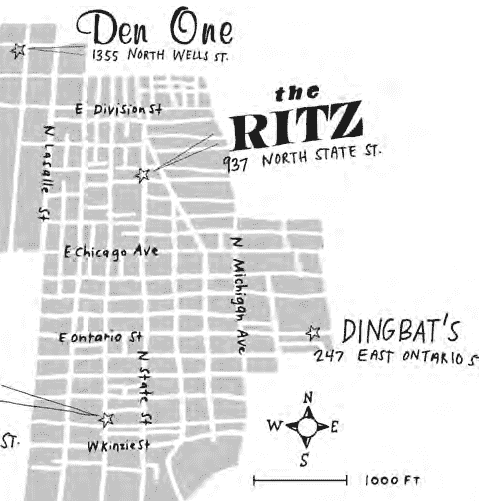 Den One
1355 NORTH WELLS ST.
E Division St
the
RITZ
937 NORTH STATE ST.
N Lasalle St
E Chicago Ave
N Michigan Ave
E Ontario St
DINGBAT'S
247 EAST ONTARIO S
N State St
W Kinzie St
ST.
N
W E
S
1000 FT